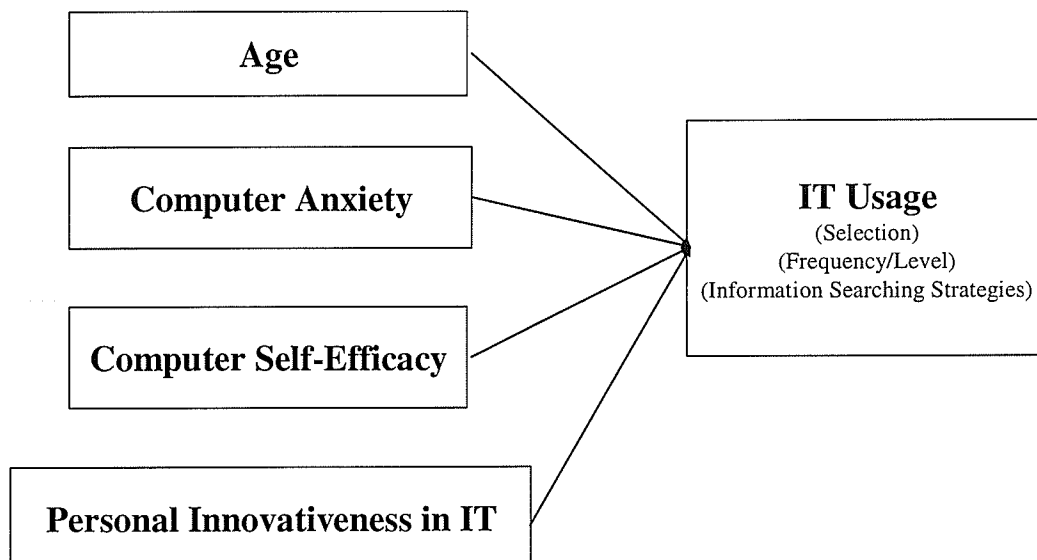 Age
Computer Anxiety
Computer Self-Efficacy
Personal Innovativeness in IT
IT Usage
(Selection)
(Frequency/Level)
(Information Searching Strategies)